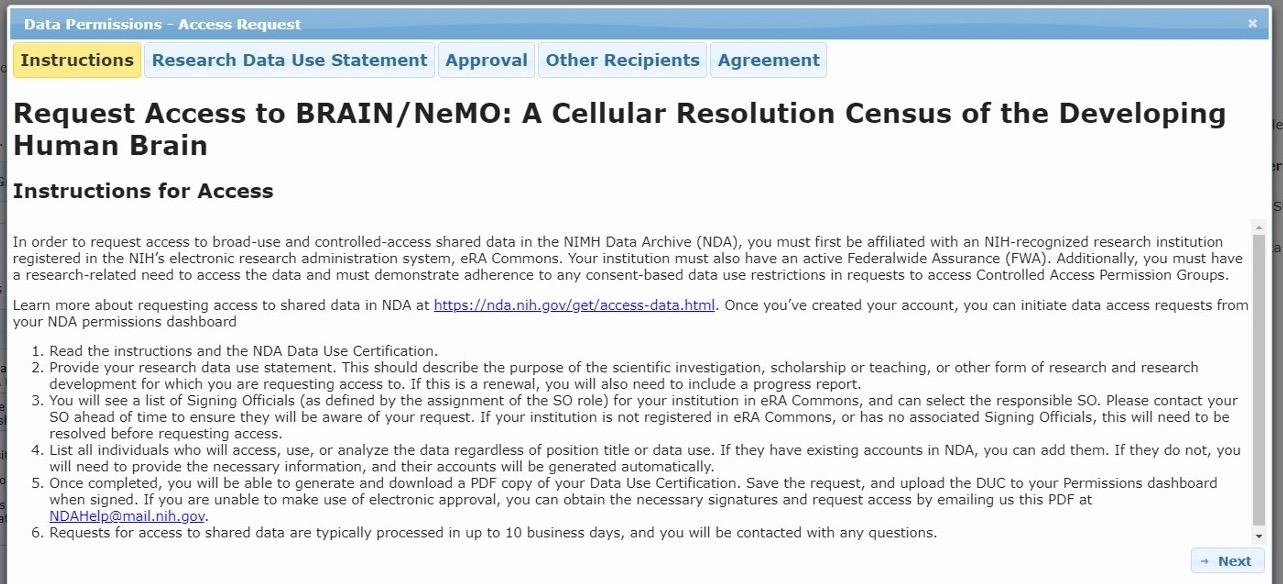 Data Permissions - Access Request
Instructions Research Data Use Statement Approval Other Recipients Agreement
Request Access to BRAIN/NeMO: A Cellular Resolution Census of the Developing
Human Brain
Instructions for Access
In order to request access to broad-use and controlled-access shared data in the NIMH Data Archive (NDA), you must first be affiliated with an NIH-recognized research institution
registered in the NIH’s electronic research administration system, eRA Commons. Your institution must also have an active Federalwide Assurance (FWA). Additionally, you must have
a research-related need to access the data and must demonstrate adherence to any consent-based data use restrictions in requests to access Controlled Access Permission Groups.
Learn more about requesting access to shared data in NDA at https://nda.nih.gov/get/access-data.html. Once you’ve created your account, you can initiate data access requests from
your NDA permissions dashboard
1. Read the instructions and the NDA Data Use Certification.
2. Provide your research data use statement. This should describe the purpose of the scientific investigation, scholarship or teaching, or other form of research and research
development for which you are requesting access to. If this is a renewal, you will also need to include a progress report.
3. You will see a list of Signing Officials (as defined by the assignment of the SO role) for your institution in eRA Commons, and can select the responsible SO. Please contact your
SO ahead of time to ensure they will be aware of your request. If your institution is not registered in eRA Commons, or has no associated Signing Officials, this will need to be
resolved before requesting access.
4. List all individuals who will access, use, or analyze the data regardless of position title or data use. If they have existing accounts in NDA, you can add them. If they do not, you
will need to provide the necessary information, and their accounts will be generated automatically.
5. Once completed, you will be able to generate and download a PDF copy of your Data Use Certification. Save the request, and upload the DUC to your Permissions dashboard
when signed. If you are unable to make use of electronic approval, you can obtain the necessary signatures and request access by emailing us this PDF at
NDAHelp@mail.nih.gov.
6. Requests for access to shared data are typically processed in up to 10 business days, and you will be contacted with any questions.
Next